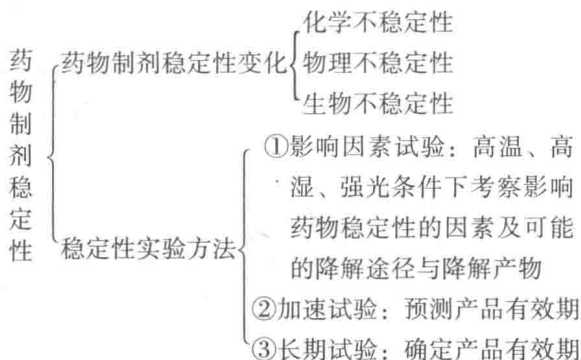 药物制剂稳定性
药物制剂稳定性变化
化学不稳定性
物理不稳定性
生物不稳定性
稳定性实验方法
①影响因素试验：高温、高
湿、强光条件下考察影响
药物稳定性的因素及可能
的降解途径与降解产物
②加速试验：预测产品有效期
③长期试验：确定产品有效期